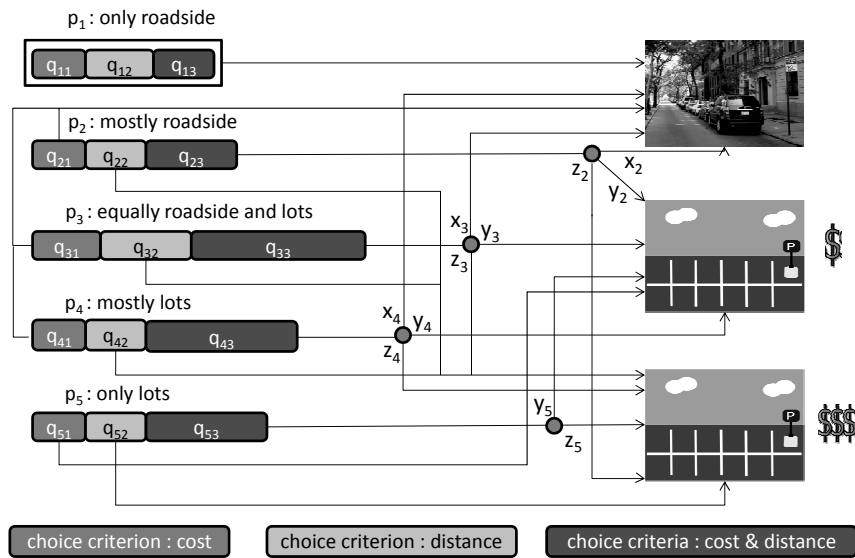 p1 : only roadside
q11 q12 q13
p2 : mostly roadside
q21 q22 q23
z2 x2
y2
p3 : equally roadside and lots
q31 q32 q33
x3 y3
z3
P
$
p4 : mostly lots
q41 q42 q43
x4 y4
z4
p5 : only lots
q51 q52 q53
y5
z5
P
$$$
choice criterion : cost
choice criterion : distance
choice criteria : cost & distance